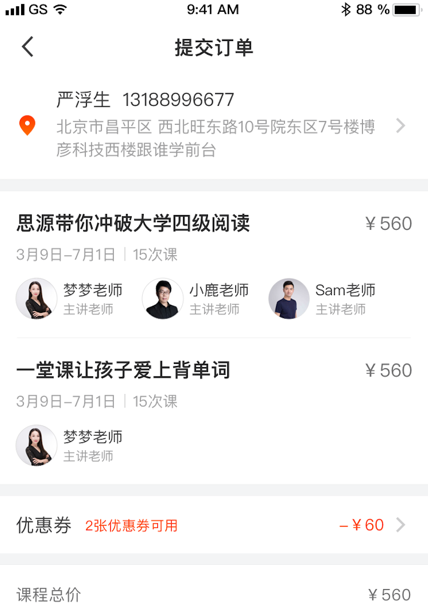 GS 9:41 AM 88 %
提交订单
严浮生 13188996677
北京市昌平区 西北旺东路10号院东区7号楼博
彦科技西楼跟谁学前台
思源带你冲破大学四级阅读 ￥560
3月9日–7月1日 15次课
梦梦老师 小鹿老师 Sam老师
主讲老师 主讲老师 主讲老师
一堂课让孩子爱上背单词 ￥560
3月9日–7月1日 15次课
梦梦老师
主讲老师
优惠券 2张优惠券可用 –￥60
课程总价 ￥560